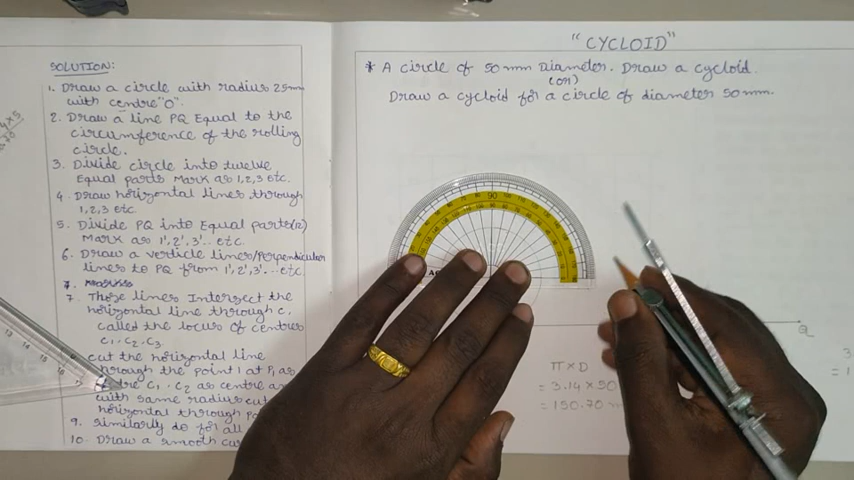 SOLUTION:
1. Draw a circle with radius 25mm
with centre "O".
2. Draw a line PQ Equal to the
circumference of the rolling
circle.
3. Divide circle into twelve
Equal parts Mark as 1,2,3 etc.
4. Draw horizontal lines through
1,2,3 etc
5. Divide PQ into Equal parts(12)
Mark as 1', 2', 3'.. etc.
6. Draw a verticle lines/Perpendicular
lines to PQ from 1', 2', 3'... etc
7. Those lines Intersect the
horizontal line through C,
called the locus of centres
C1. C2. C3
cut the horizontal line
through the point 1 at P1 as
C1. C2 as centre
with same radius cut
horizontal through
9. similarly do for all
10. Draw a smooth
"CYCLOID"
* A circle of 50mm Diameter. Draw a cycloid.
(or)
Draw a cycloid for a circle of diameter 50mm.
90
Q
π×D
= 3.14 × 50
= 150.70